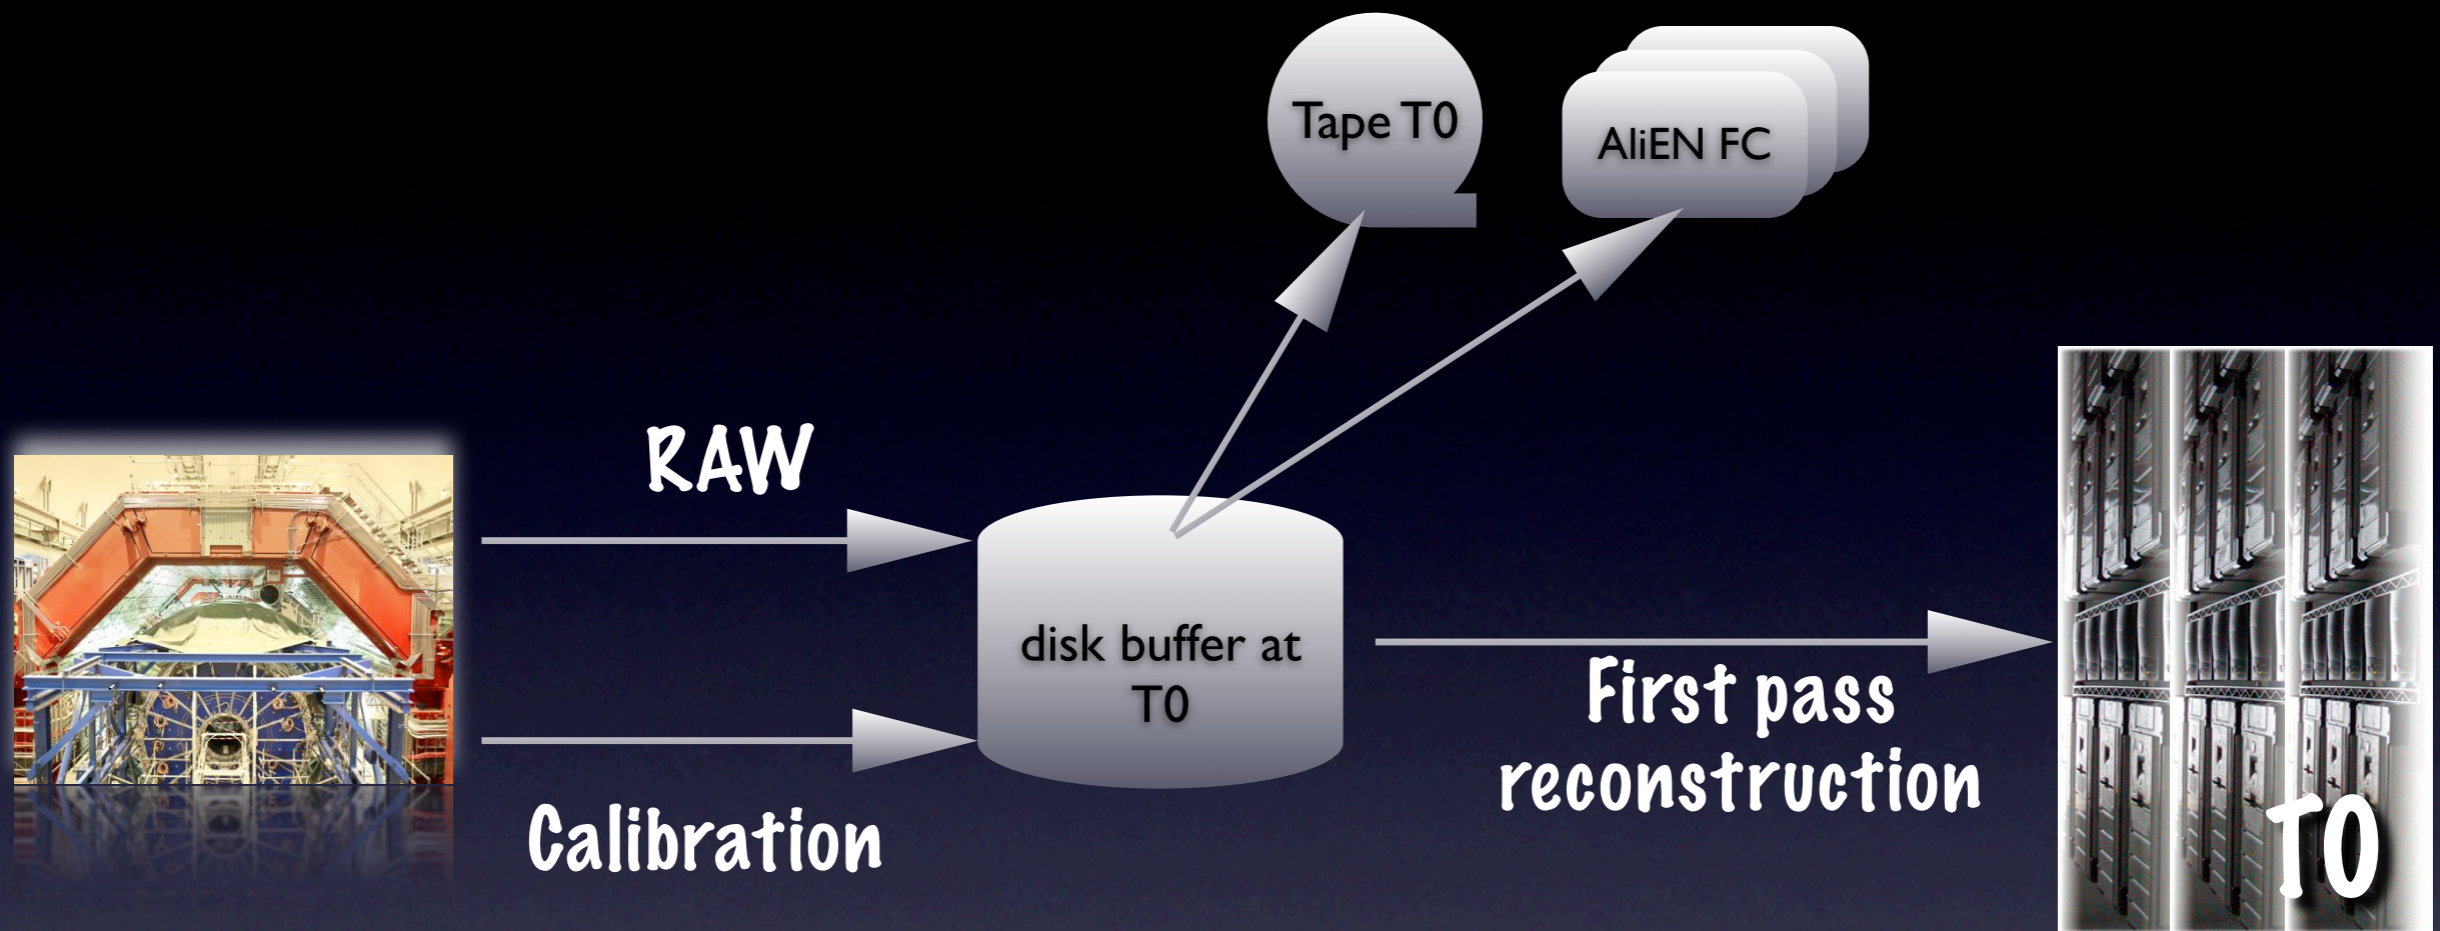 Tape T0
AliEN FC
RAW
disk buffer at
T0
First pass
reconstruction
Calibration
T0